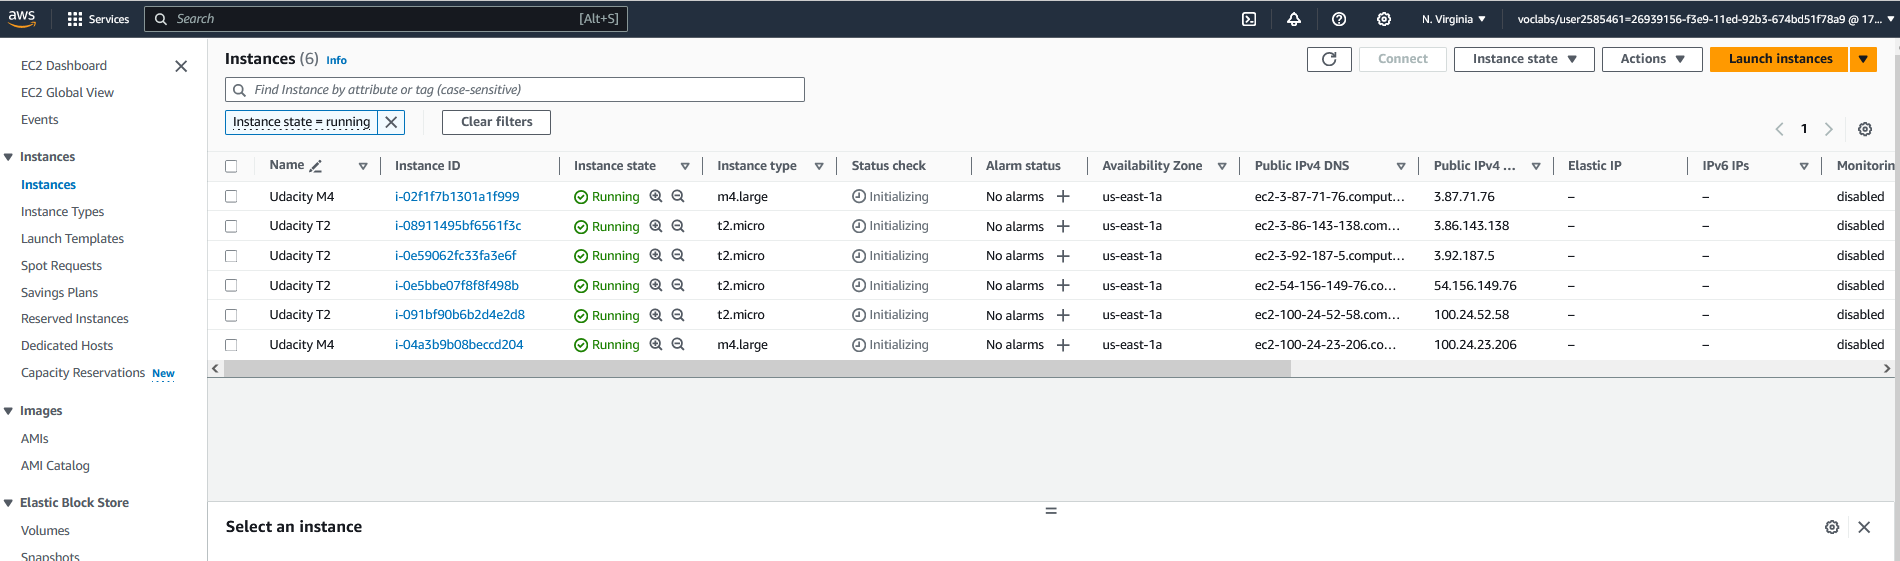 aws Services Search [Alt+S] N. Virginia voclabs/user2585461=26939156-f3e9-11ed-92b3-674bd51f78a9 @ 17...
EC2 Dashboard
EC2 Global View
Events
Instances
Instances
Instance Types
Launch Templates
Spot Requests
Savings Plans
Reserved Instances
Dedicated Hosts
Capacity Reservations New
Images
AMIs
AMI Catalog
Elastic Block Store
Volumes
Snapshots
Instances (6) Info Connect Instance state Actions Launch instances
Find Instance by attribute or tag (case-sensitive)
Instance state = running Clear filters
1
Name Instance ID Instance state Instance type Status check Alarm status Availability Zone Public IPv4 DNS Public IPv4 ... Elastic IP IPv6 IPs Monitorin
Udacity M4 i-02f1f7b1301a1f999 Running m4.large Initializing No alarms + us-east-1a ec2-3-87-71-76.comput... 3.87.71.76 – – disabled
Udacity T2 i-08911495bf6561f3c Running t2.micro Initializing No alarms + us-east-1a ec2-3-86-143-138.com... 3.86.143.138 – – disabled
Udacity T2 i-0e59062fc33fa3e6f Running t2.micro Initializing No alarms + us-east-1a ec2-3-92-187-5.comput... 3.92.187.5 – – disabled
Udacity T2 i-0e5bbe07f8f8f498b Running t2.micro Initializing No alarms + us-east-1a ec2-54-156-149-76.co... 54.156.149.76 – – disabled
Udacity T2 i-091bf90b6b2d4e2d8 Running t2.micro Initializing No alarms + us-east-1a ec2-100-24-52-58.com... 100.24.52.58 – – disabled
Udacity M4 i-04a3b9b08beccd204 Running m4.large Initializing No alarms + us-east-1a ec2-100-24-23-206.co... 100.24.23.206 – – disabled
Select an instance